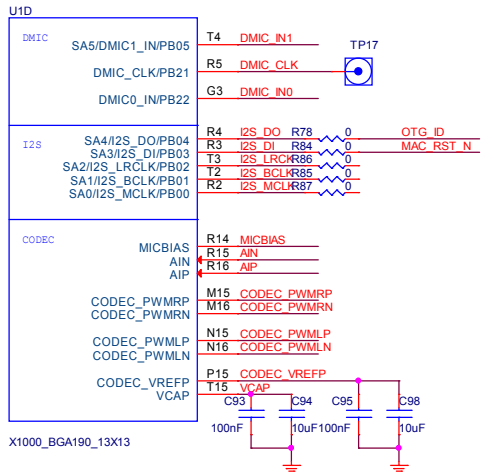 U1D
DMIC
SA5/DMIC1_IN/PB05 T4 DMIC_IN1
TP17
DMIC_CLK/PB21 R5 DMIC_CLK
DMIC0_IN/PB22 G3 DMIC_IN0
I2S
SA4/I2S_DO/PB04 R4 I2S_DO R78 0 OTG_ID
SA3/I2S_DI/PB03 R3 I2S_DI R84 0 MAC_RST_N
SA2/I2S_LRCK/PB02 T3 I2S_LRCK R86 0
SA1/I2S_BCLK/PB01 T2 I2S_BCLK R85 0
SA0/I2S_MCLK/PB00 R2 I2S_MCLK R87 0
CODEC
MICBIAS R14 MICBIAS
AIN R15 AIN
AIP R16 AIP
CODEC_PWMRP M15 CODEC_PWMRP
CODEC_PWMRN M16 CODEC_PWMRN
CODEC_PWMLP N15 CODEC_PWMLP
CODEC_PWMLN N16 CODEC_PWMLN
CODEC_VREFP P15 CODEC_VREFP
VCAP T15 VCAP
C93 C94 C95 C98
100nF 10uF 100nF 10uF
X1000_BGA190_13X13